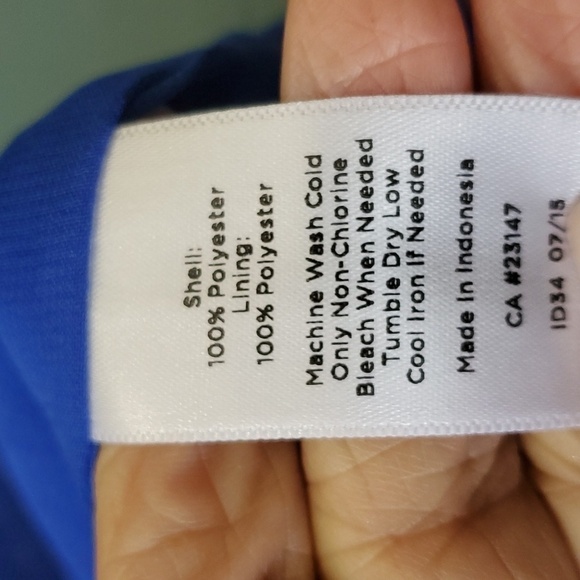 Shell:
100% Polyester
Lining:
100% Polyester
Machine Wash Cold
Only Non-Chlorine
Bleach When Needed
Tumble Dry Low
Cool Iron If Needed
Made In Indonesia
CA #23147
ID34 07/15